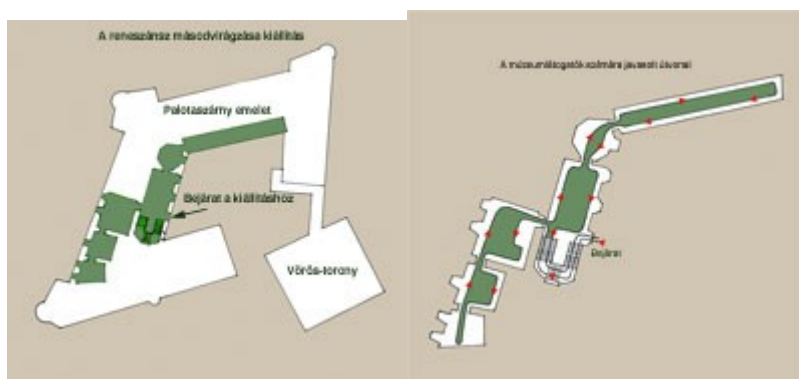 A reneszánsz másodvirágzása kiállítás
Palotaszárny emelet
Bejárat a kiállításhoz
Vörös-torony
A múzeumlátogatók számára javasolt útvonal
Bejárat